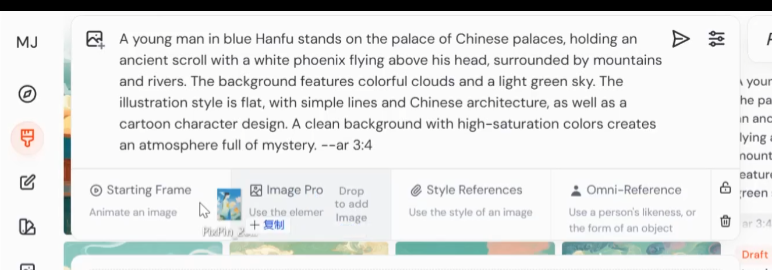 MJ
A young man in blue Hanfu stands on the palace of Chinese palaces, holding an
ancient scroll with a white phoenix flying above his head, surrounded by mountains
and rivers. The background features colorful clouds and a light green sky. The
illustration style is flat, with simple lines and Chinese architecture, as well as a
cartoon character design. A clean background with high-saturation colors creates
an atmosphere full of mystery. --ar 3:4
Starting Frame
Animate an image
Image Pro
Use the elemer
Drop
to add
Image
+ 复制
Style References
Use the style of an image
Omni-Reference
Use a person's likeness, or
the form of an object
ar 3:4
Draft